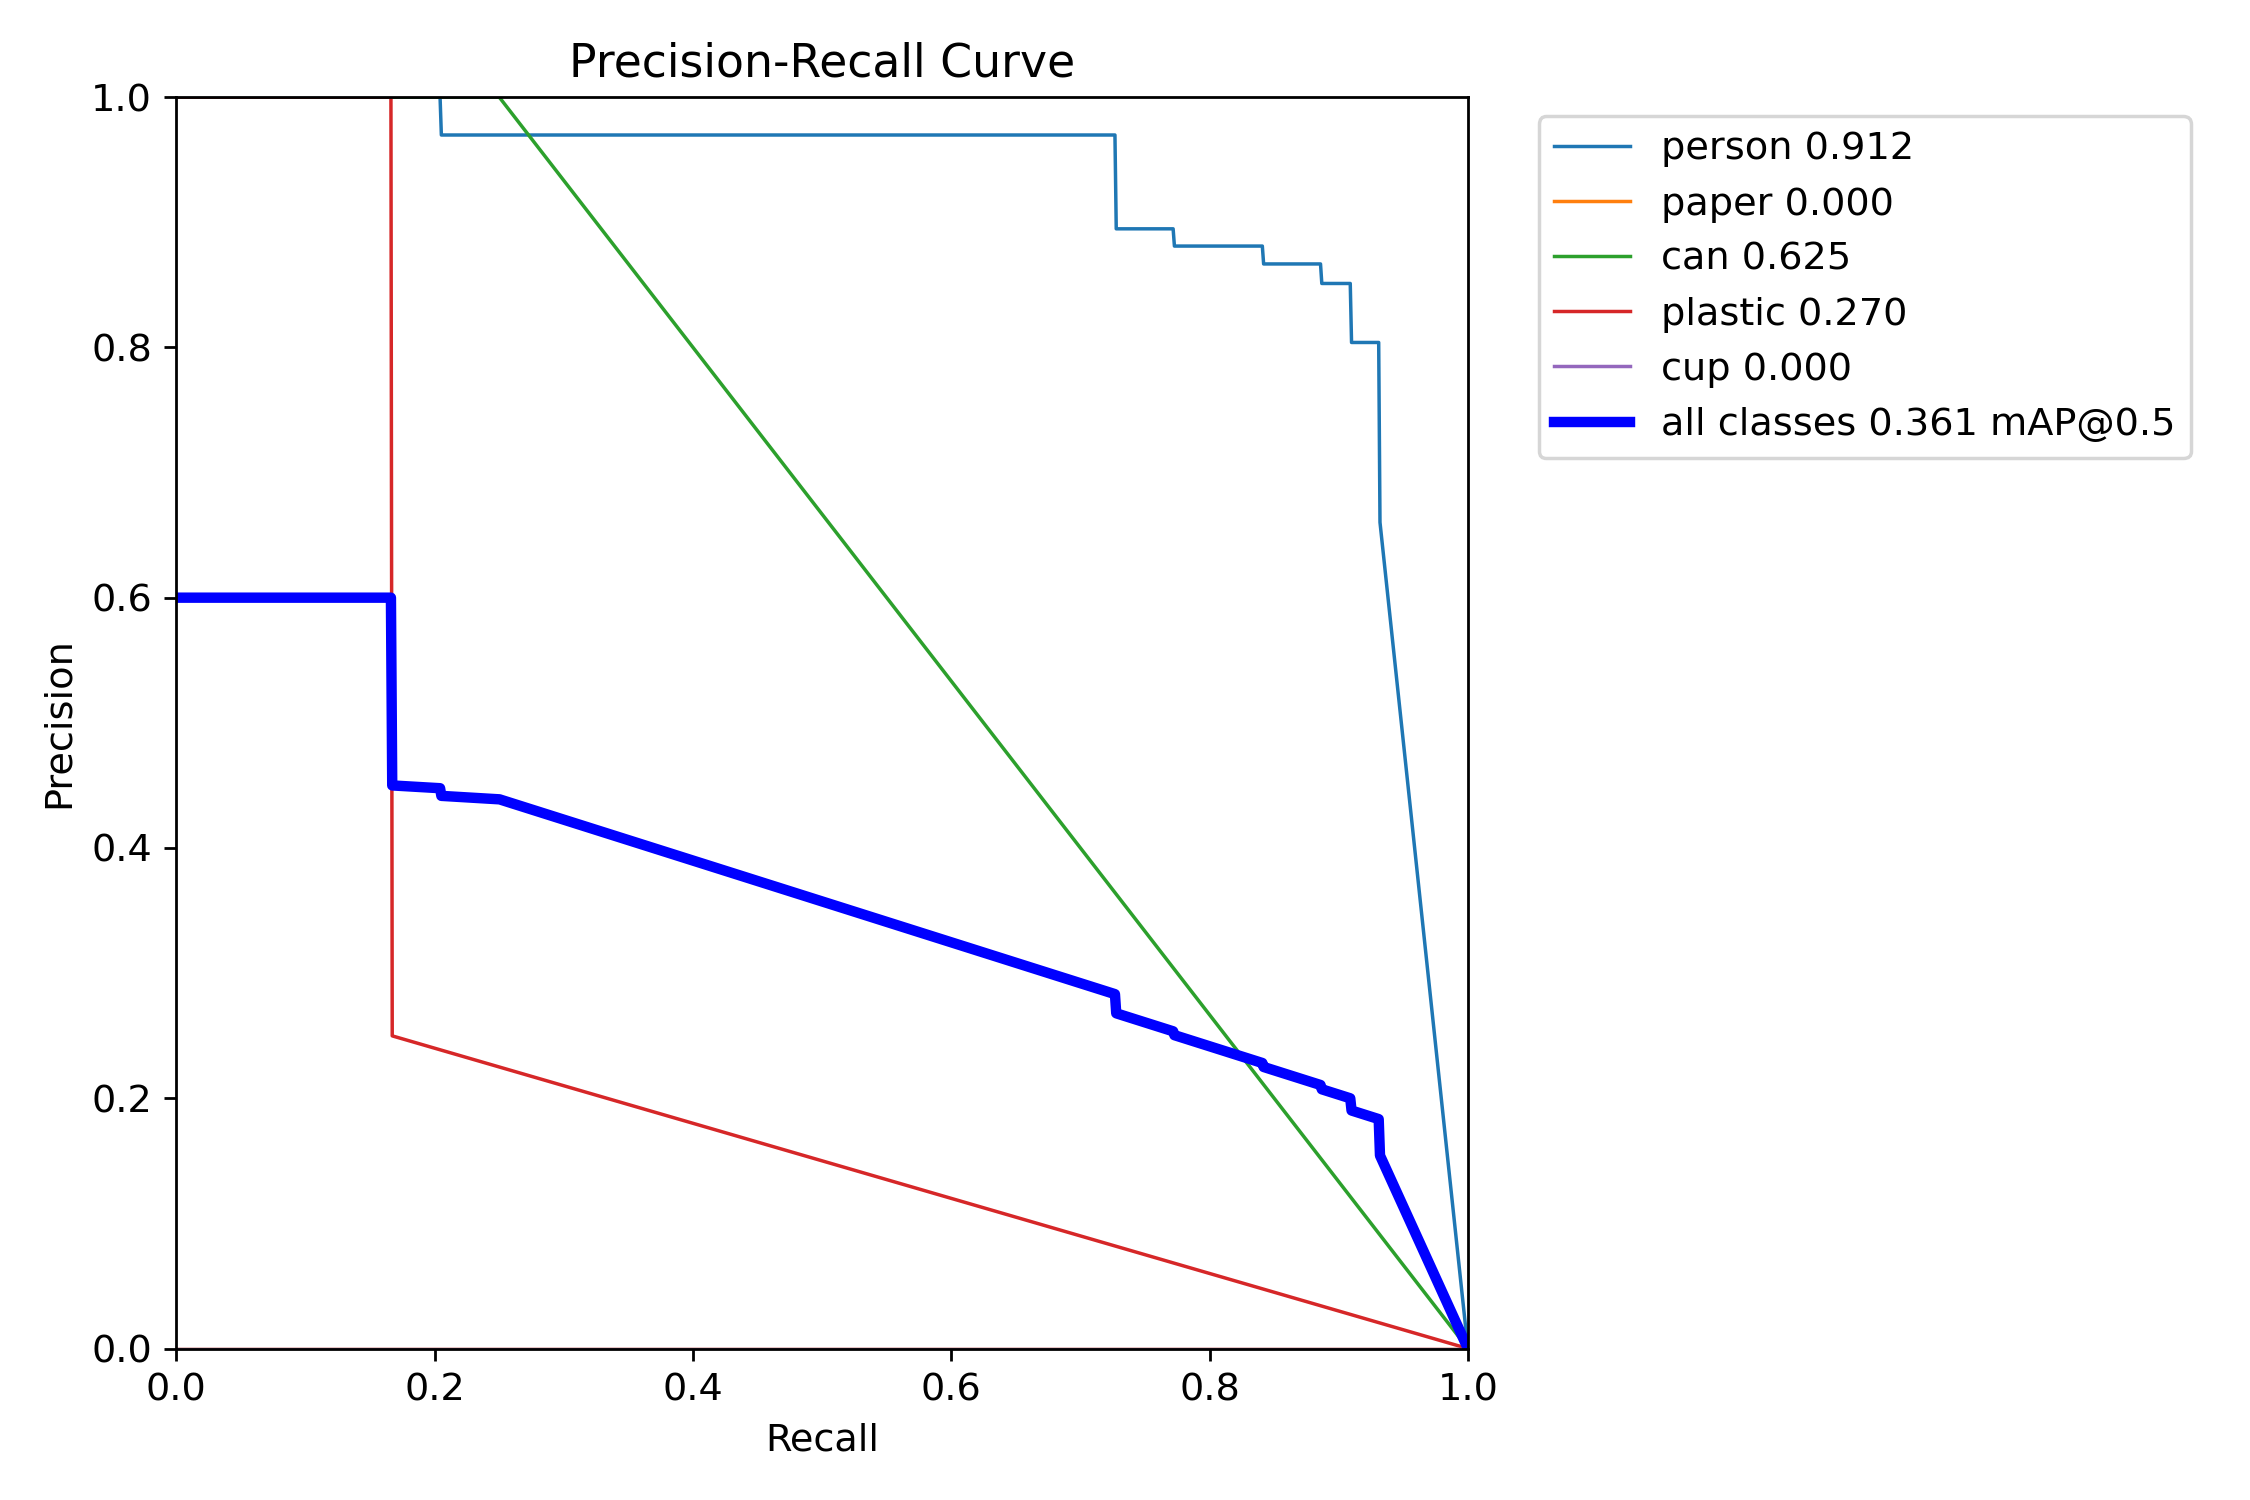 Precision-Recall Curve
1.0
0.8
0.6
0.4
0.2
0.0
Precision
0.0 0.2 0.4 0.6 0.8 1.0
Recall
person 0.912
paper 0.000
can 0.625
plastic 0.270
cup 0.000
all classes 0.361 mAP@0.5